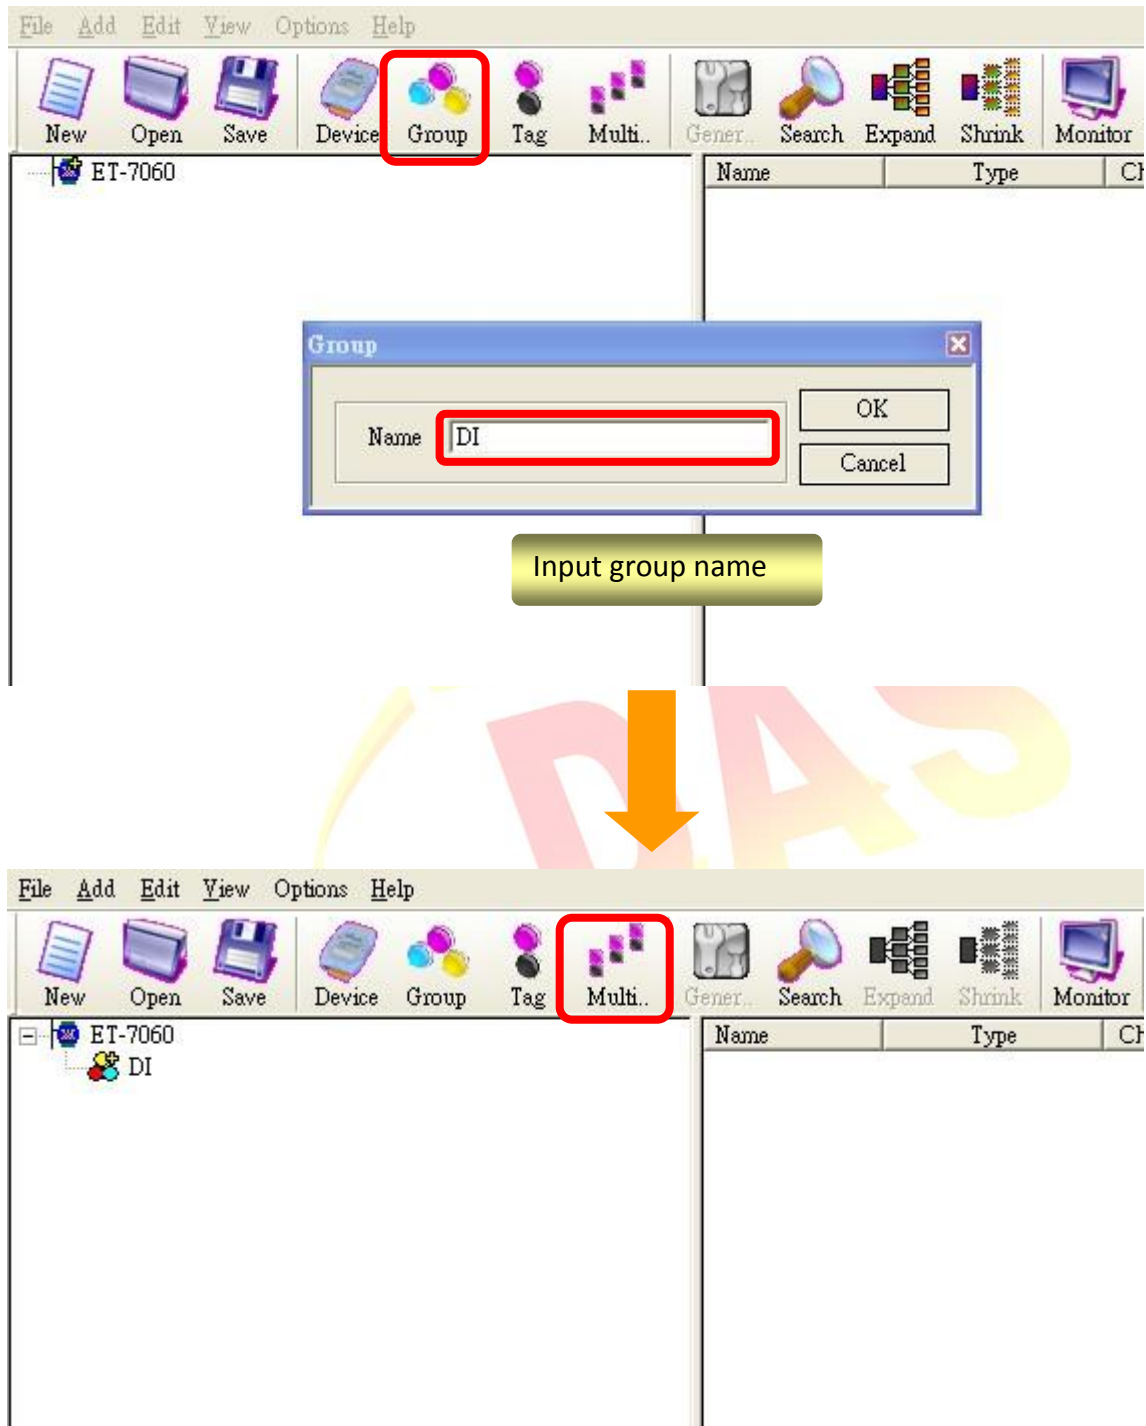 File Add Edit View Options Help
New Open Save Device Group Tag Multi.. Gener.. Search Expand Shrink Monitor
ET-7060
Name Type Ch
Group
Name DI
OK
Cancel
Input group name
DAS
File Add Edit View Options Help
New Open Save Device Group Tag Multi.. Gener.. Search Expand Shrink Monitor
ET-7060
Name Type Ch
DI